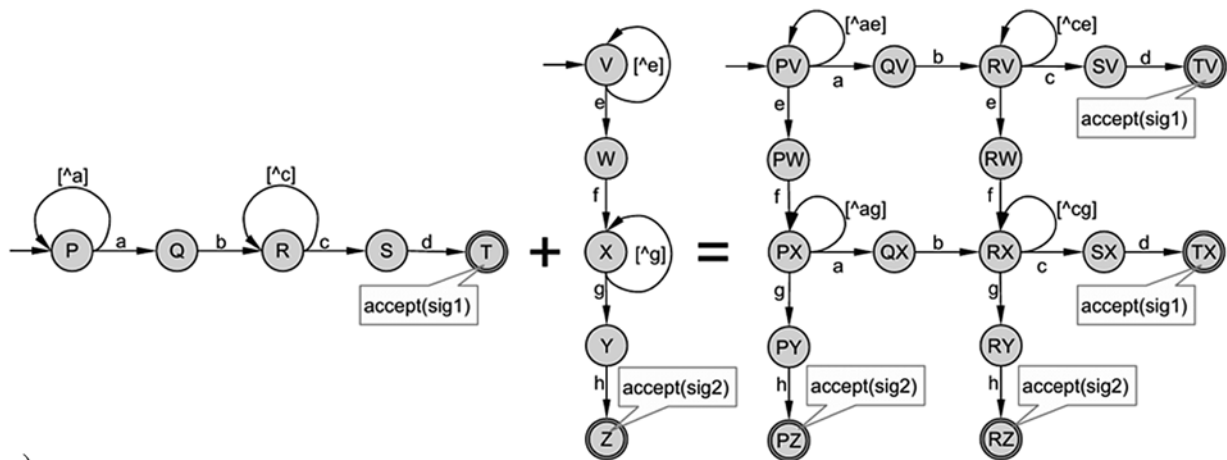 [^a]
[^c]
P a Q b R c S d T
accept(sig1)
+
V [^e]
e
W
f
X [^g]
g
Y
h
Z
accept(sig2)
=
[^ae] [^ce]
PV a QV b RV c SV d TV
accept(sig1)
e e
PW RW
f f
[^ag] [^cg]
PX a QX b RX c SX d TX
accept(sig1)
g g
PY RY
h h
accept(sig2) accept(sig2)
PZ RZ